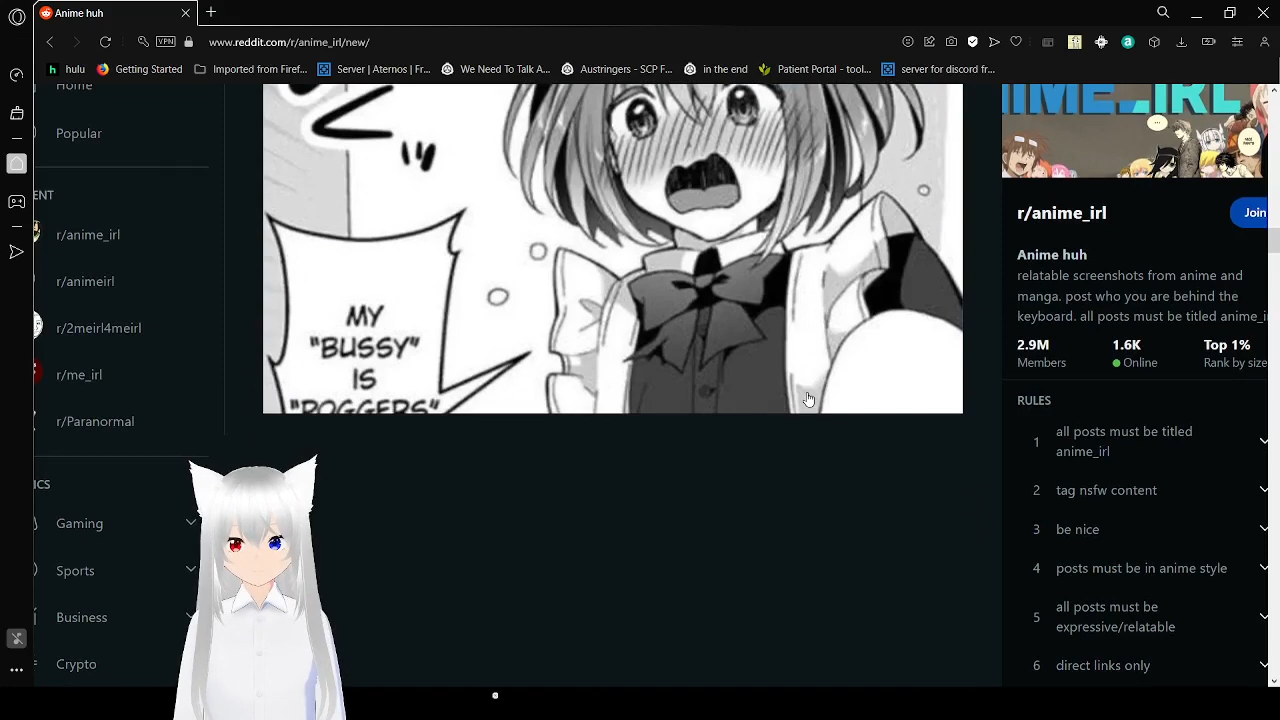 Anime huh
VPN
www.reddit.com/r/anime_irl/new/
hulu
Getting Started
Imported from Firef...
Server | Aternos | Fr...
We Need To Talk A...
Austringers - SCP F...
in the end
Patient Portal - tool...
server for discord fr...
Home
Popular
ENT
r/anime_irl
r/animeirl
r/2meirl4meirl
r/me_irl
r/Paranormal
ICS
Gaming
Sports
Business
Crypto
MY
"BUSSY"
IS
"POGGERS"
NIME_IRL
r/anime_irl
Join
Anime huh
relatable screenshots from anime and
manga. post who you are behind the
keyboard. all posts must be titled anime_i
2.9M
Members
1.6K
Online
Top 1%
Rank by size
RULES
1 all posts must be titled
anime_irl
2 tag nsfw content
3 be nice
4 posts must be in anime style
5 all posts must be
expressive/relatable
6 direct links only